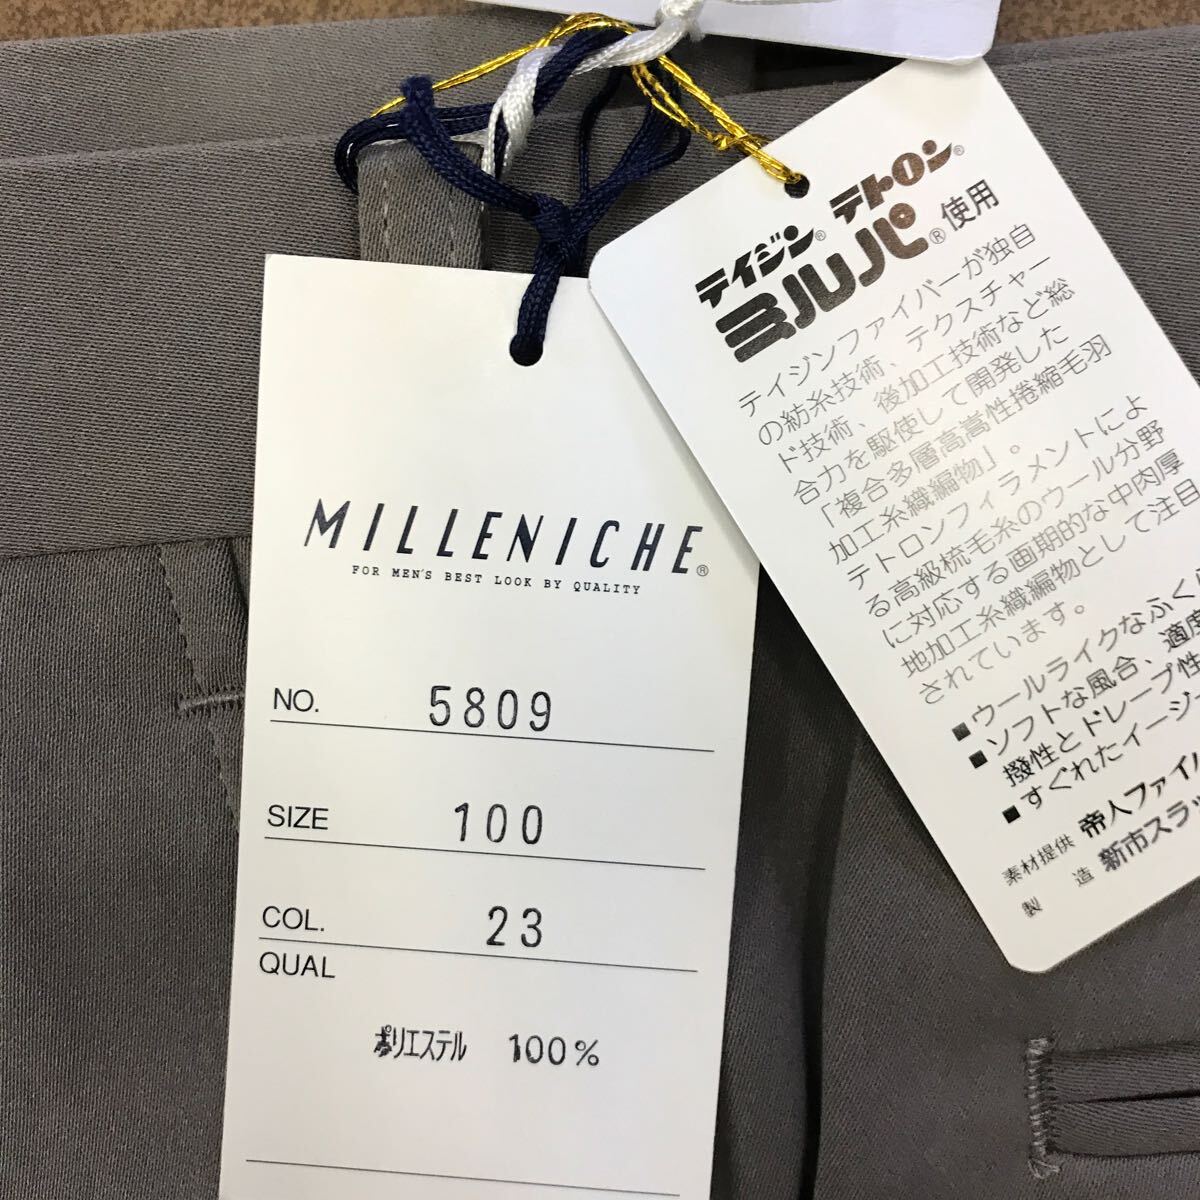 MILLENICHE®
FOR MEN'S BEST LOOK BY QUALITY
NO. 5809
SIZE 100
COL. 23
QUAL
ポリエステル 100%
テイジン® テトロン®
ミルパ® 使用
テイジンファイバーが独自
の紡糸技術、テクスチャー
ド技術、後加工技術など総
合力を駆使して開発した
「複合多層高嵩性捲縮毛羽
加工糸織編物」。
テトロンフィラメントによ
る高級梳毛糸のウール分野
に対応する画期的な中肉厚
地加工糸織編物として注目
されています。
■ウールライクなふく
■ソフトな風合、適度
撥性とドレープ性
■すぐれたイージ
素材提供 帝人ファイバ
製 造 新市スラッ